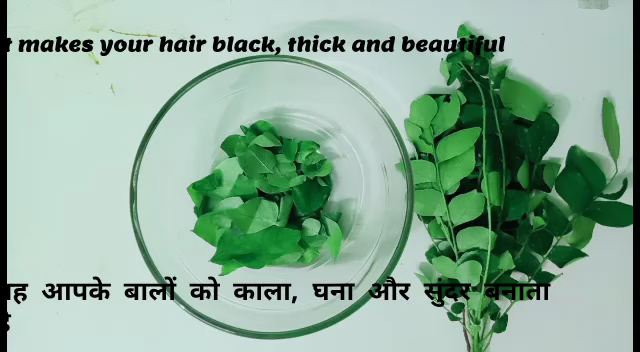 makes your hair black, thick and beautiful
आपके बालों को काला, घना और सुंदर बनाता